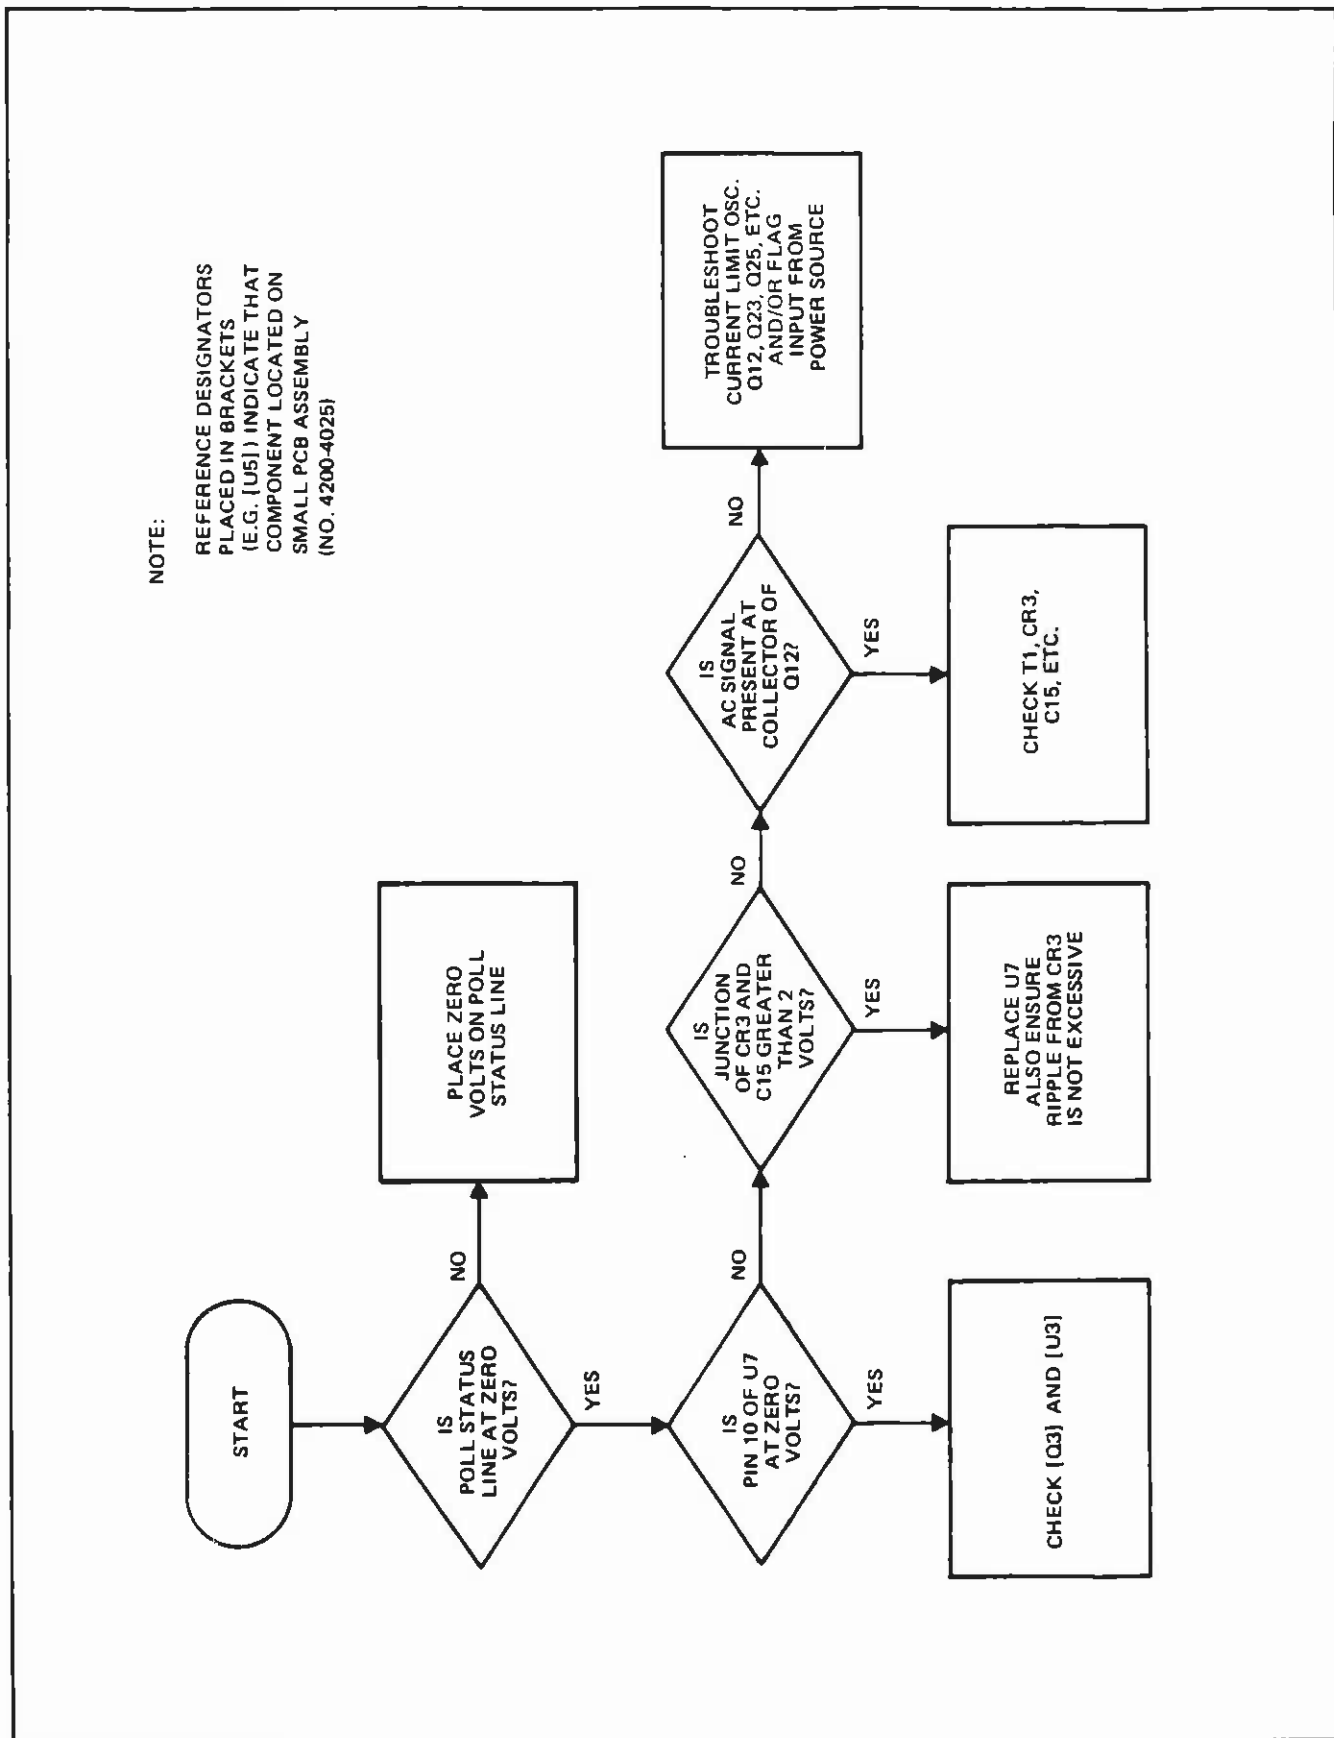 NOTE:
REFERENCE DESIGNATORS
PLACED IN BRACKETS
(E.G. [U5]) INDICATE THAT
COMPONENT LOCATED ON
SMALL PCB ASSEMBLY
(NO. 4200-4025)
START
IS
POLL STATUS
LINE AT ZERO
VOLTS?
NO
PLACE ZERO
VOLTS ON POLL
STATUS LINE
YES
IS
PIN 10 OF U7
AT ZERO
VOLTS?
YES
CHECK [Q3] AND [U3]
NO
IS
JUNCTION
OF CR3 AND
C15 GREATER
THAN 2
VOLTS?
YES
REPLACE U7
ALSO ENSURE
RIPPLE FROM CR3
IS NOT EXCESSIVE
NO
IS
AC SIGNAL
PRESENT AT
COLLECTOR OF
Q12?
YES
CHECK T1, CR3,
C15, ETC.
NO
TROUBLESHOOT
CURRENT LIMIT OSC.
Q12, Q23, Q25, ETC.
AND/OR FLAG
INPUT FROM
POWER SOURCE